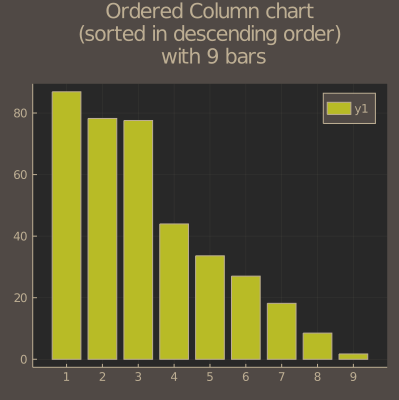 Ordered Column chart
(sorted in descending order)
with 9 bars
y1
80
60
40
20
0
1 2 3 4 5 6 7 8 9